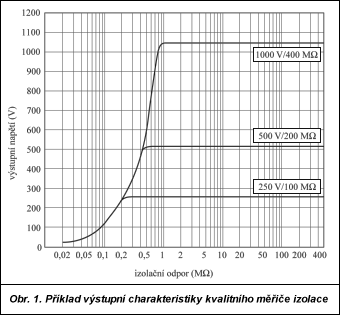 výstupní napětí (V)
1200
1100
1000
900
800
700
600
500
400
300
200
100
0
1000 V/400 MΩ
500 V/200 MΩ
250 V/100 MΩ
0,02 0,05 0,1 0,2 0,5 1 2 5 10 20 50 100 200 400
izolační odpor (MΩ)
Obr. 1. Příklad výstupní charakteristiky kvalitního měřiče izolace